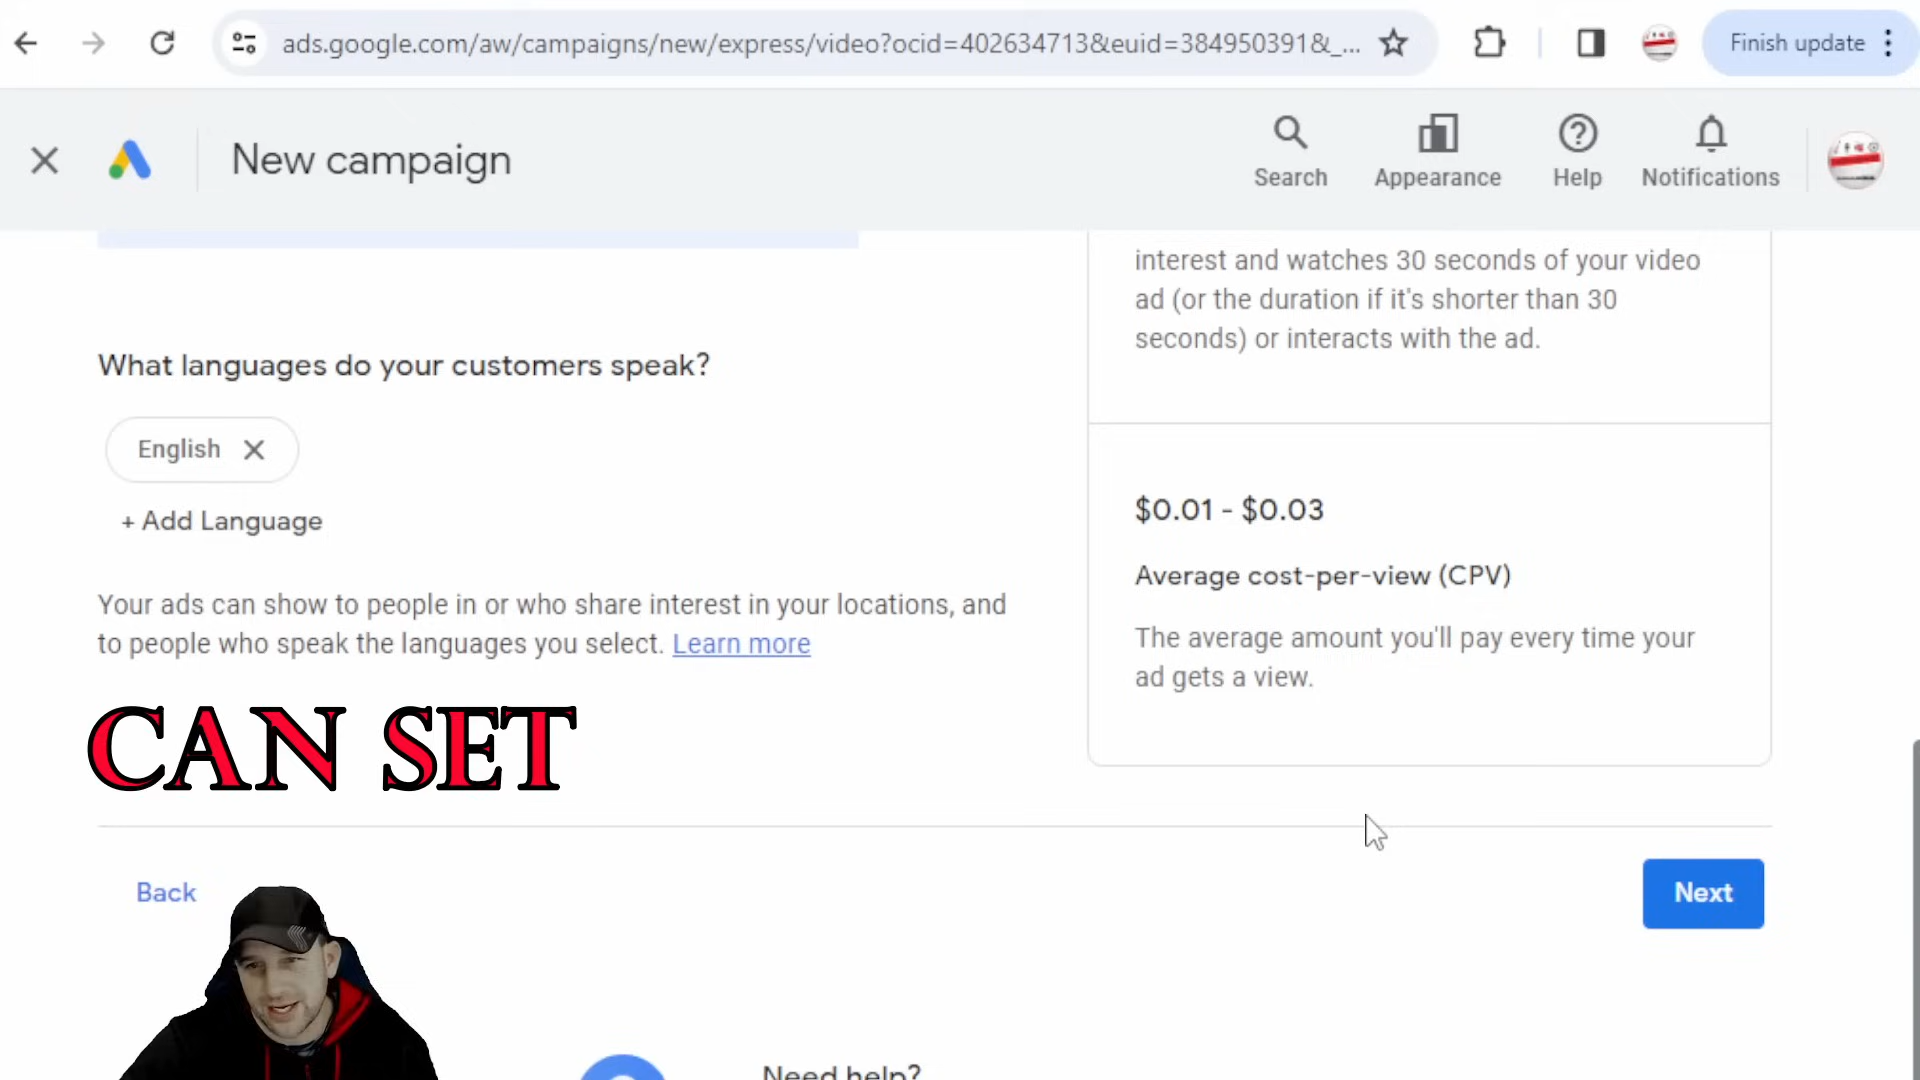 ads.google.com/aw/campaigns/new/express/video?ocid=402634713&euid=384950391&_...
Finish update
New campaign
Search
Appearance
Help
Notifications
interest and watches 30 seconds of your video
ad (or the duration if it's shorter than 30
seconds) or interacts with the ad.
What languages do your customers speak?
English
+ Add Language
Your ads can show to people in or who share interest in your locations, and
to people who speak the languages you select. Learn more
$0.01 - $0.03
Average cost-per-view (CPV)
The average amount you'll pay every time your
ad gets a view.
CAN SET
Back
Next
Need help?